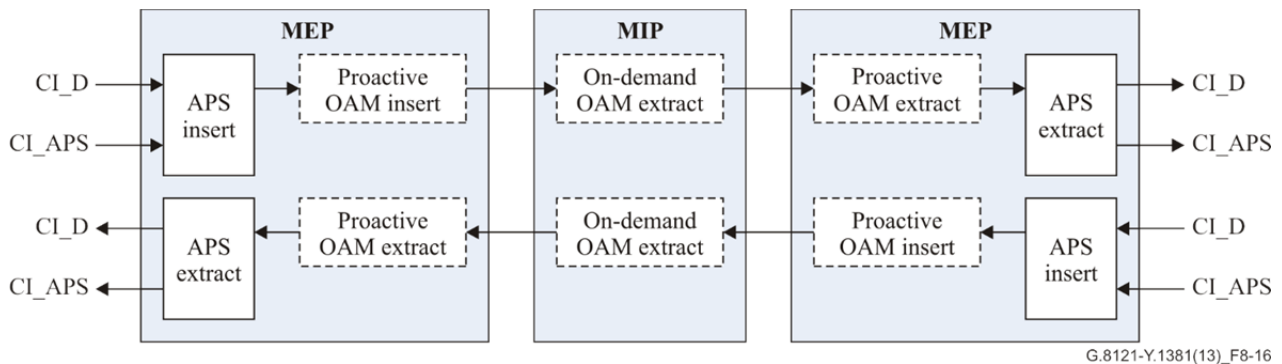 MEP
MIP
MEP
CI_D
CI_APS
APS
insert
Proactive
OAM insert
On-demand
OAM extract
Proactive
OAM extract
APS
extract
CI_D
CI_APS
CI_D
CI_APS
APS
extract
Proactive
OAM extract
On-demand
OAM extract
Proactive
OAM insert
APS
insert
CI_D
CI_APS
G.8121-Y.1381(13)_F8-16